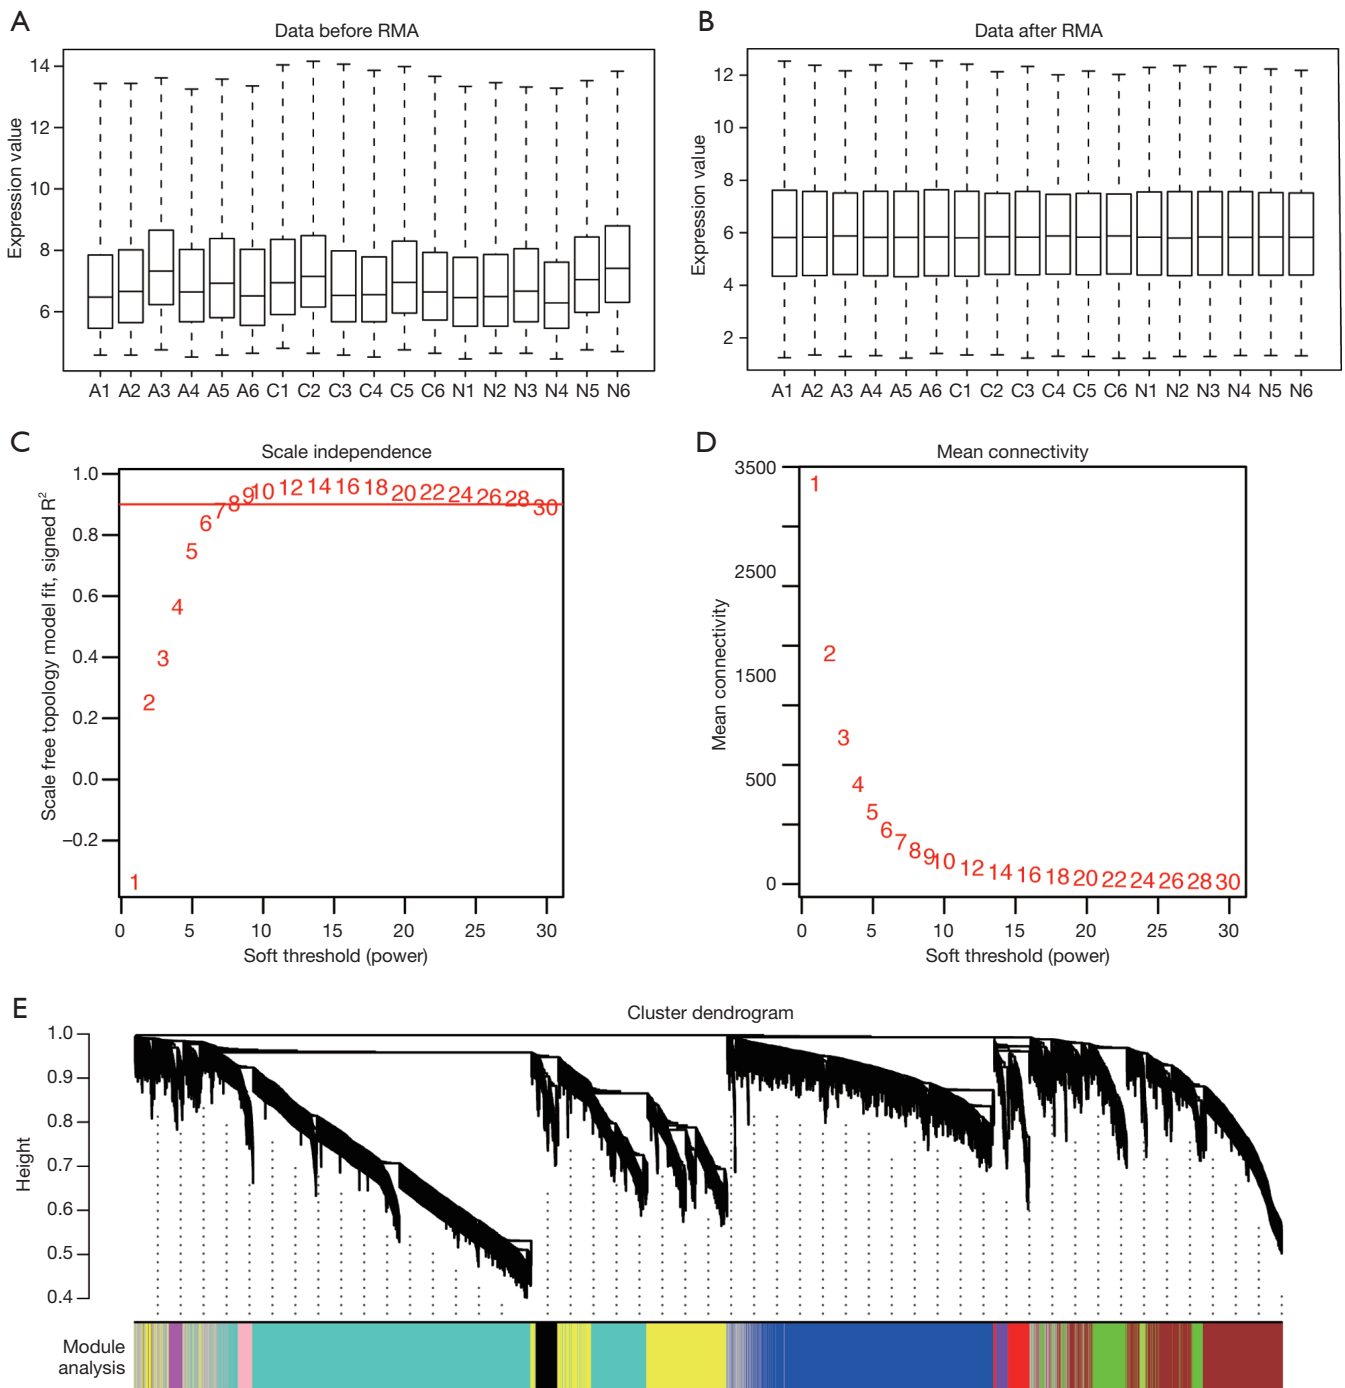 A
Data before RMA
Expression value
14
12
10
8
6
A1 A2 A3 A4 A5 A6 C1 C2 C3 C4 C5 C6 N1 N2 N3 N4 N5 N6
B
Data after RMA
Expression value
12
10
8
6
4
2
A1 A2 A3 A4 A5 A6 C1 C2 C3 C4 C5 C6 N1 N2 N3 N4 N5 N6
C
Scale independence
Scale free topology model fit, signed R²
1.0
0.8
0.6
0.4
0.2
0.0
−0.2
1 2 3 4 5 6 7 8 9 10 12 14 16 18 20 22 24 26 28 30
0 5 10 15 20 25 30
Soft threshold (power)
D
Mean connectivity
Mean connectivity
3500
2500
1500
500
0
1 2 3 4 5 6 7 8 9 10 12 14 16 18 20 22 24 26 28 30
0 5 10 15 20 25 30
Soft threshold (power)
E
Cluster dendrogram
Height
1.0
0.9
0.8
0.7
0.6
0.5
0.4
Module
analysis